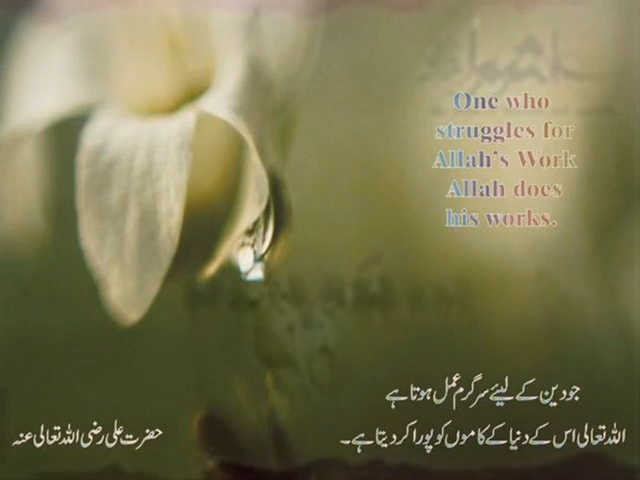 One who
struggles for
Allah's Work
Allah does
his works.
جو دین کے لیئے سرگرم عمل ہوتا ہے
اللہ تعالی اس کے دنیا کے کاموں کو پورا کر دیتا ہے۔
حضرت علی رضی اللہ تعالی عنہ